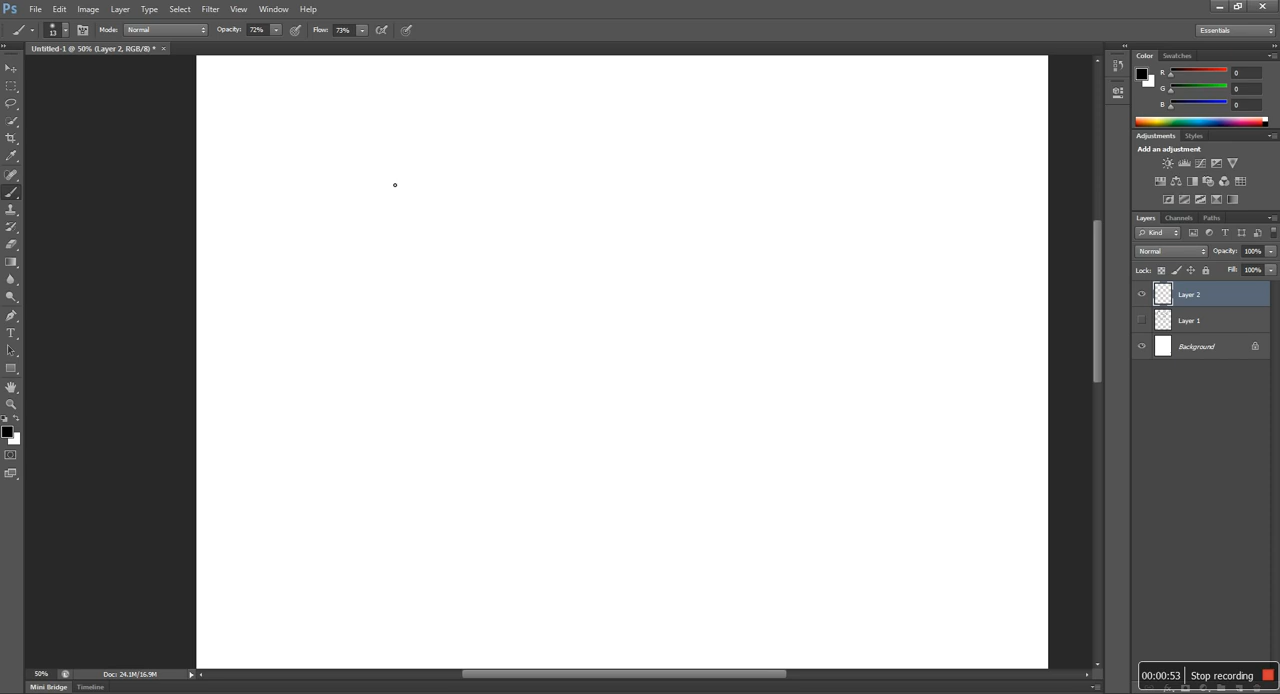 Ps File Edit Image Layer Type Select Filter View Window Help
13 Mode: Normal Opacity: 72% Flow: 73% Essentials
Untitled-1 @ 50% (Layer 2, RGB/8) * ×
Color Swatches
R 0
G 0
B 0
Adjustments Styles
Add an adjustment
Layers Channels Paths
Kind
Normal Opacity: 100%
Lock: Fill: 100%
Layer 2
Layer 1
Background
50% Doc: 24.1M/16.9M
00:00:53 Stop recording
Mini Bridge Timeline